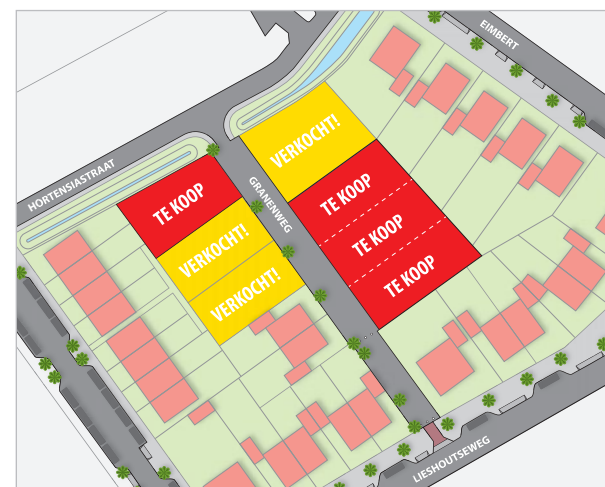 EIMBERT
VERKOCHT!
HORTENSIASTRAAT
TE KOOP
GRANENWEG
TE KOOP
VERKOCHT!
TE KOOP
VERKOCHT!
TE KOOP
LIESHOUTSEWEG